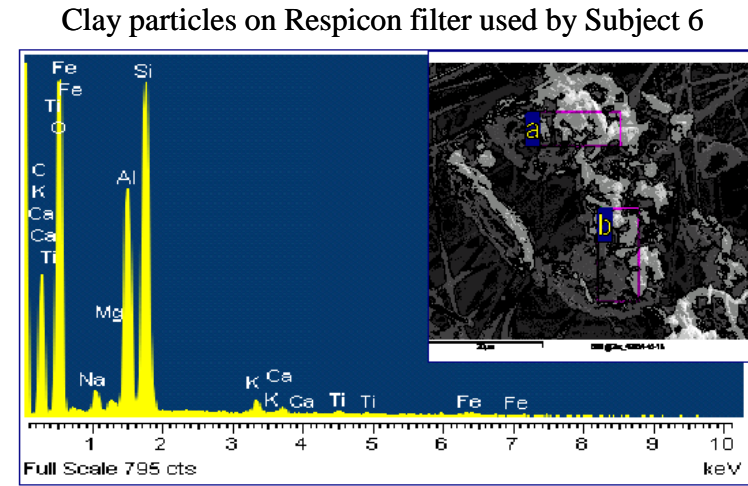 Clay particles on Respicon filter used by Subject 6
Fe
Fe
Ti
O
Si
C
K
Ca
Ca
Ti
Al
Mg
Na
K
Ca
K
Ca
Ti
Ti
Fe
Fe
a
b
1 2 3 4 5 6 7 8 9 10
Full Scale 795 cts keV